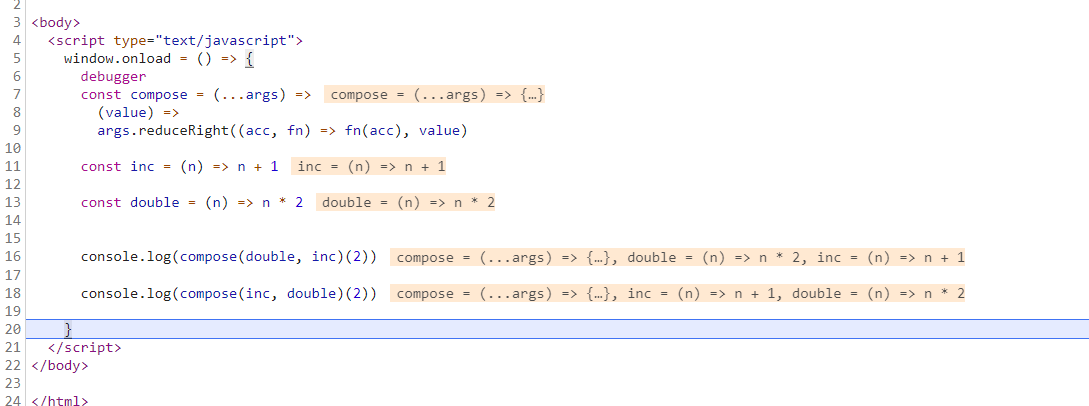 2
3 <body>
4 <script type="text/javascript">
5 window.onload = () => {
6 debugger
7 const compose = (...args) => compose = (...args) => {…}
8 (value) =>
9 args.reduceRight((acc, fn) => fn(acc), value)
10
11 const inc = (n) => n + 1 inc = (n) => n + 1
12
13 const double = (n) => n * 2 double = (n) => n * 2
14
15
16 console.log(compose(double, inc)(2)) compose = (...args) => {…}, double = (n) => n * 2, inc = (n) => n + 1
17
18 console.log(compose(inc, double)(2)) compose = (...args) => {…}, inc = (n) => n + 1, double = (n) => n * 2
19
20 }
21 </script>
22 </body>
23
24 </html>